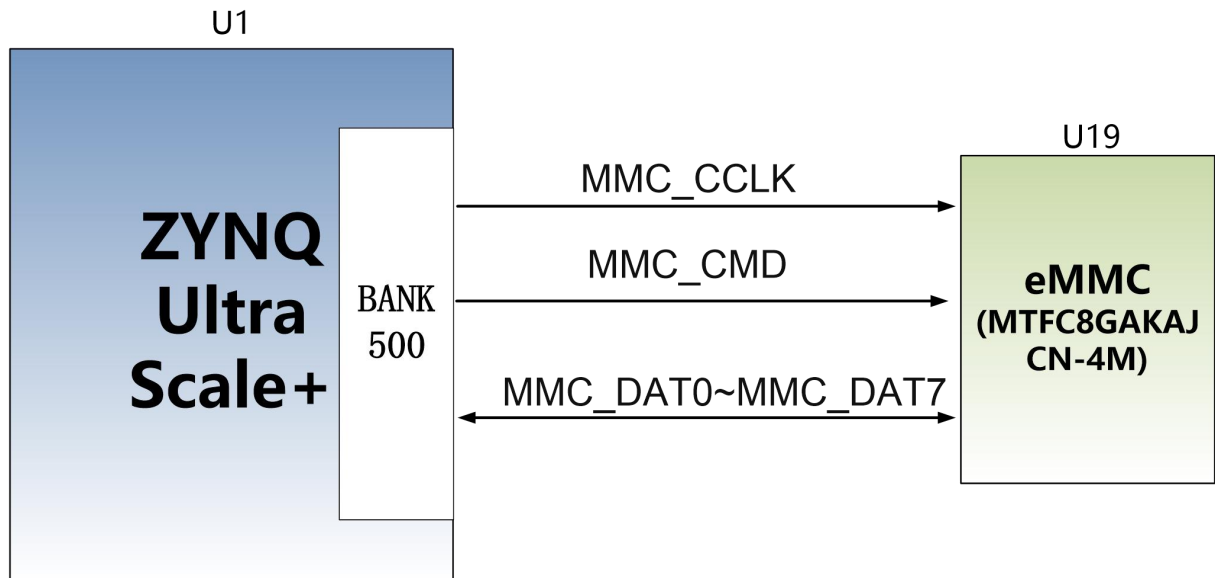 U1
ZYNQ
Ultra
Scale+
BANK
500
MMC_CCLK
MMC_CMD
MMC_DAT0~MMC_DAT7
U19
eMMC
(MTFC8GAKAJ
CN-4M)